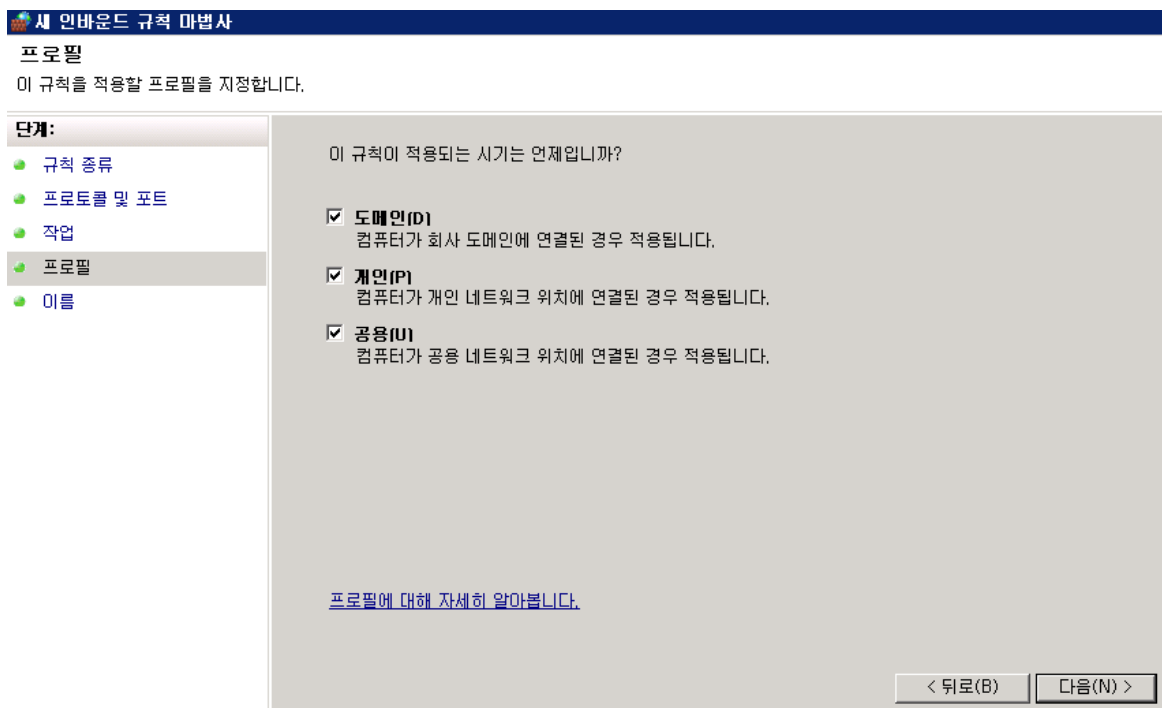 새 인바운드 규칙 마법사
프로필
이 규칙을 적용할 프로필을 지정합니다.
단계:
규칙 종류
프로토콜 및 포트
작업
프로필
이름
이 규칙이 적용되는 시기는 언제입니까?
도메인(D)
컴퓨터가 회사 도메인에 연결된 경우 적용됩니다.
개인(P)
컴퓨터가 개인 네트워크 위치에 연결된 경우 적용됩니다.
공용(U)
컴퓨터가 공용 네트워크 위치에 연결된 경우 적용됩니다.
프로필에 대해 자세히 알아봅니다.
< 뒤로(B)
다음(N) >